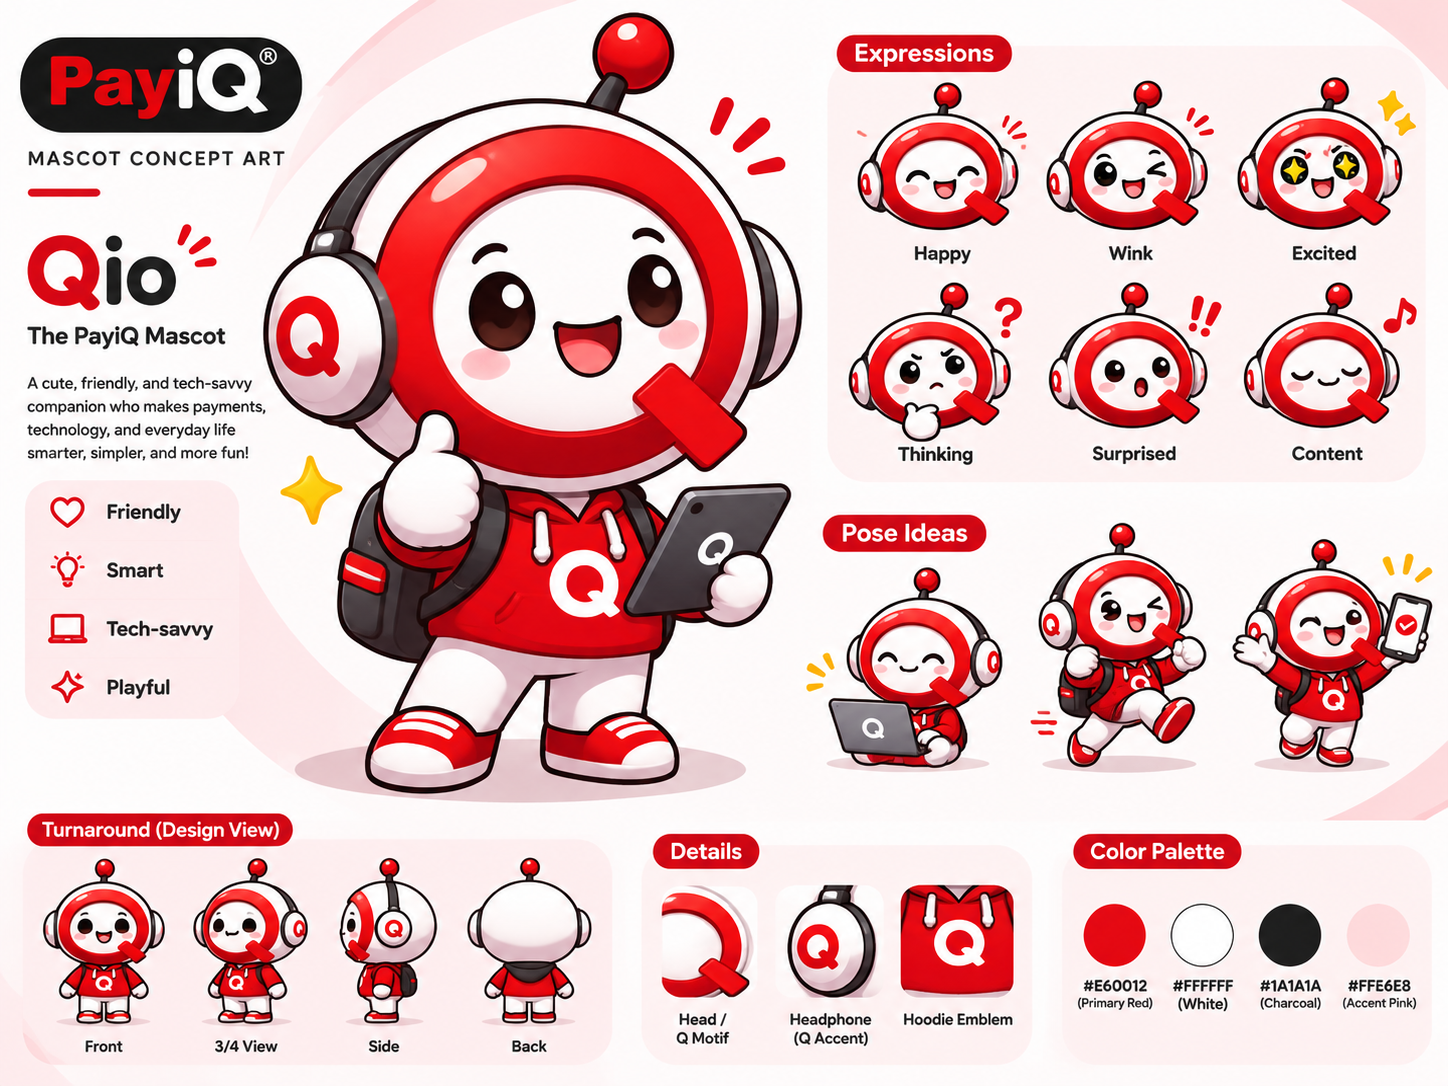 PayiQ®
MASCOT CONCEPT ART
Qio
The PayiQ Mascot
A cute, friendly, and tech-savvy
companion who makes payments,
technology, and everyday life
smarter, simpler, and more fun!
Friendly
Smart
Tech-savvy
Playful
Q
Q
Q
Expressions
Q
Q
Happy
Q
Wink
Q
Excited
?
Q
Thinking
!!
Q
Surprised
Q
Content
Pose Ideas
Q
Q
Q
Q
Q
Q
Turnaround (Design View)
Q
Front
Q
Q
3/4 View
Q
Side
Back
Details
Head /
Q Motif
Q
Headphone
(Q Accent)
Q
Hoodie Emblem
Color Palette
#E60012
(Primary Red)
#FFFFFF
(White)
#1A1A1A
(Charcoal)
#FFE6E8
(Accent Pink)